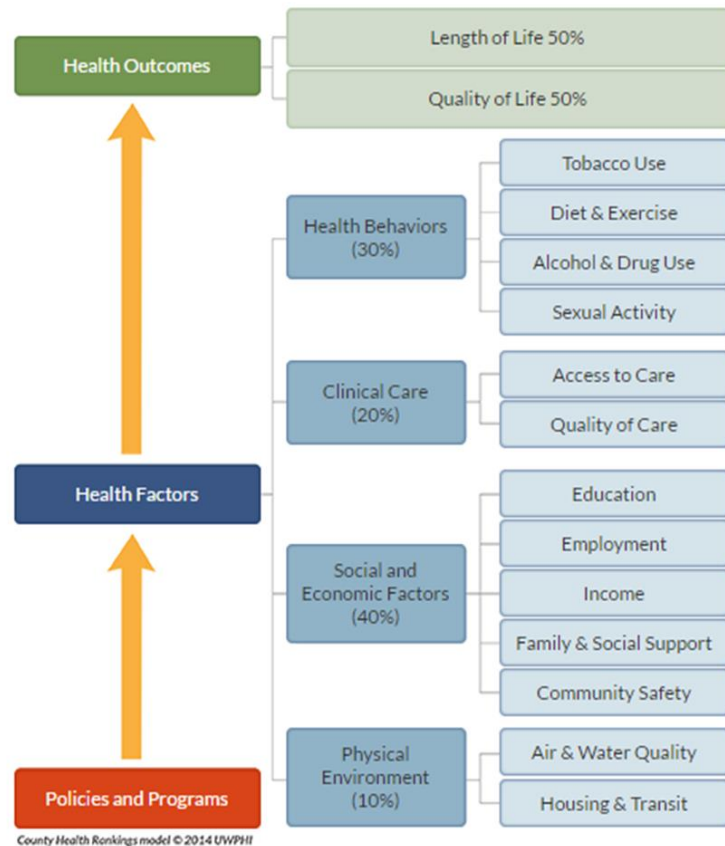 Health Outcomes
Length of Life 50%
Quality of Life 50%
Health Factors
Health Behaviors
(30%)
Tobacco Use
Diet & Exercise
Alcohol & Drug Use
Sexual Activity
Clinical Care
(20%)
Access to Care
Quality of Care
Social and
Economic Factors
(40%)
Education
Employment
Income
Family & Social Support
Community Safety
Physical
Environment
(10%)
Air & Water Quality
Housing & Transit
Policies and Programs
County Health Rankings model © 2014 UWPHI